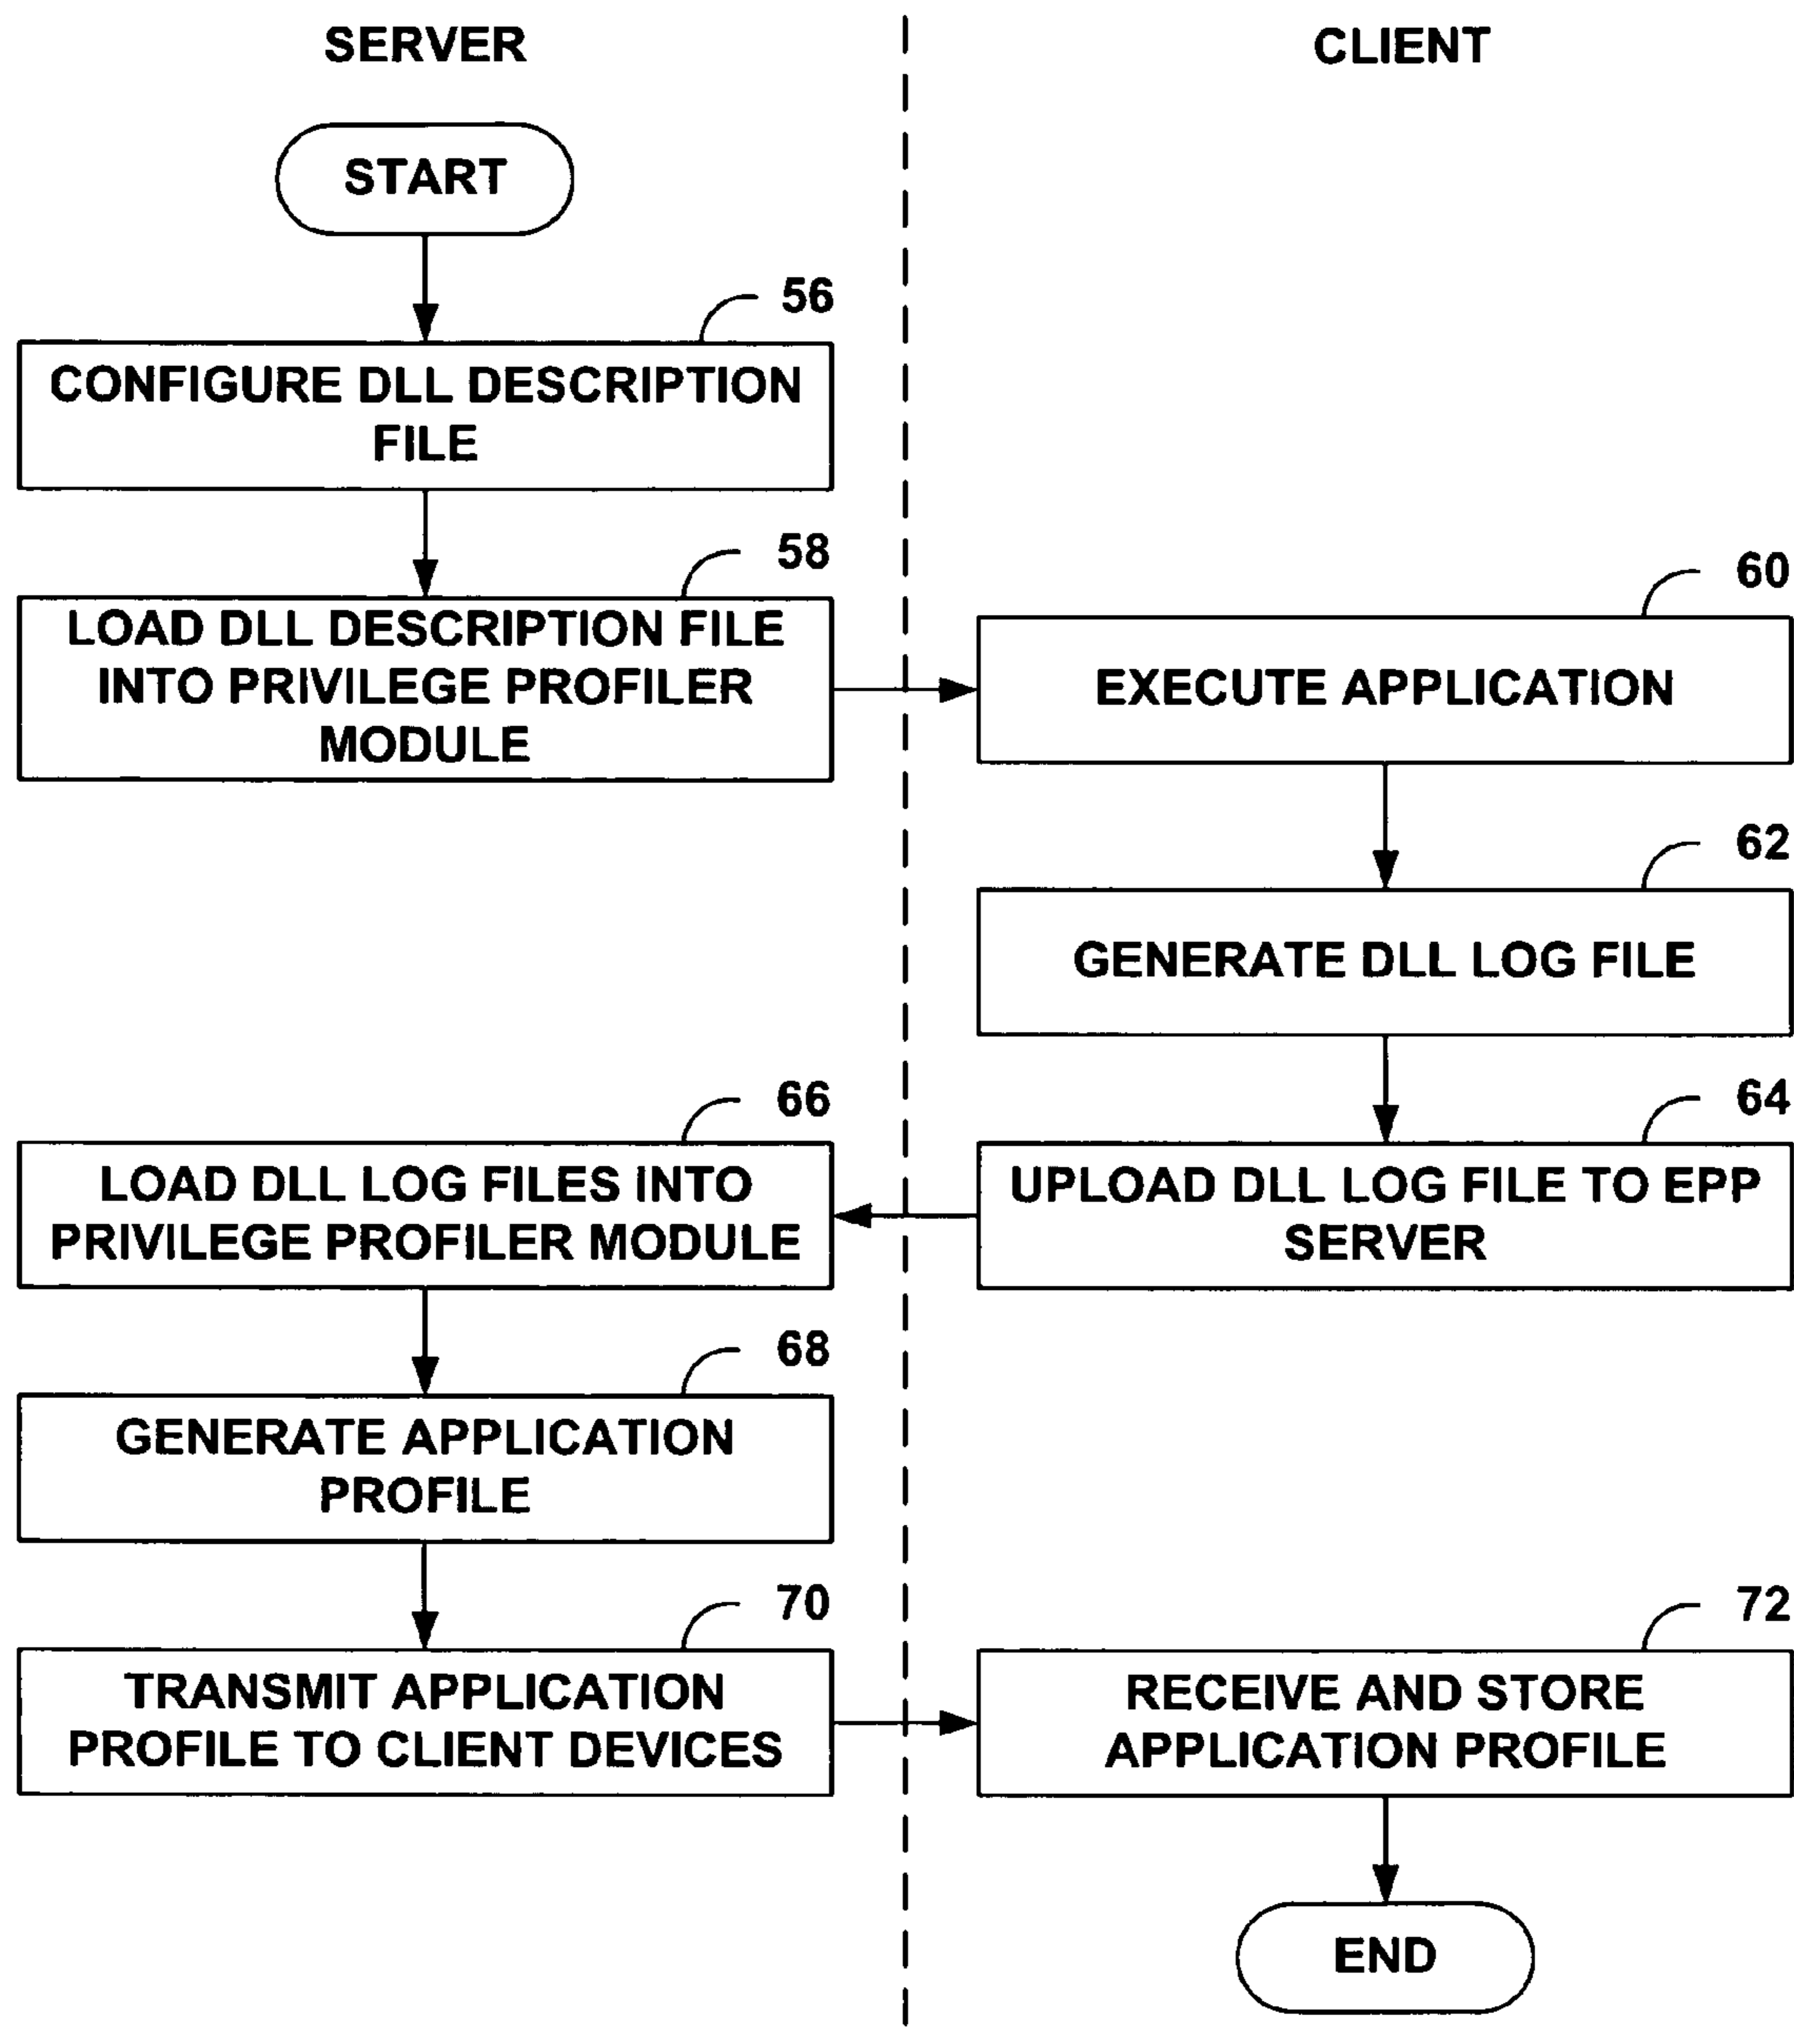 SERVER
CLIENT
START
56
CONFIGURE DLL DESCRIPTION
FILE
58
LOAD DLL DESCRIPTION FILE
INTO PRIVILEGE PROFILER
MODULE
60
EXECUTE APPLICATION
62
GENERATE DLL LOG FILE
64
UPLOAD DLL LOG FILE TO EPP
SERVER
66
LOAD DLL LOG FILES INTO
PRIVILEGE PROFILER MODULE
68
GENERATE APPLICATION
PROFILE
70
TRANSMIT APPLICATION
PROFILE TO CLIENT DEVICES
72
RECEIVE AND STORE
APPLICATION PROFILE
END